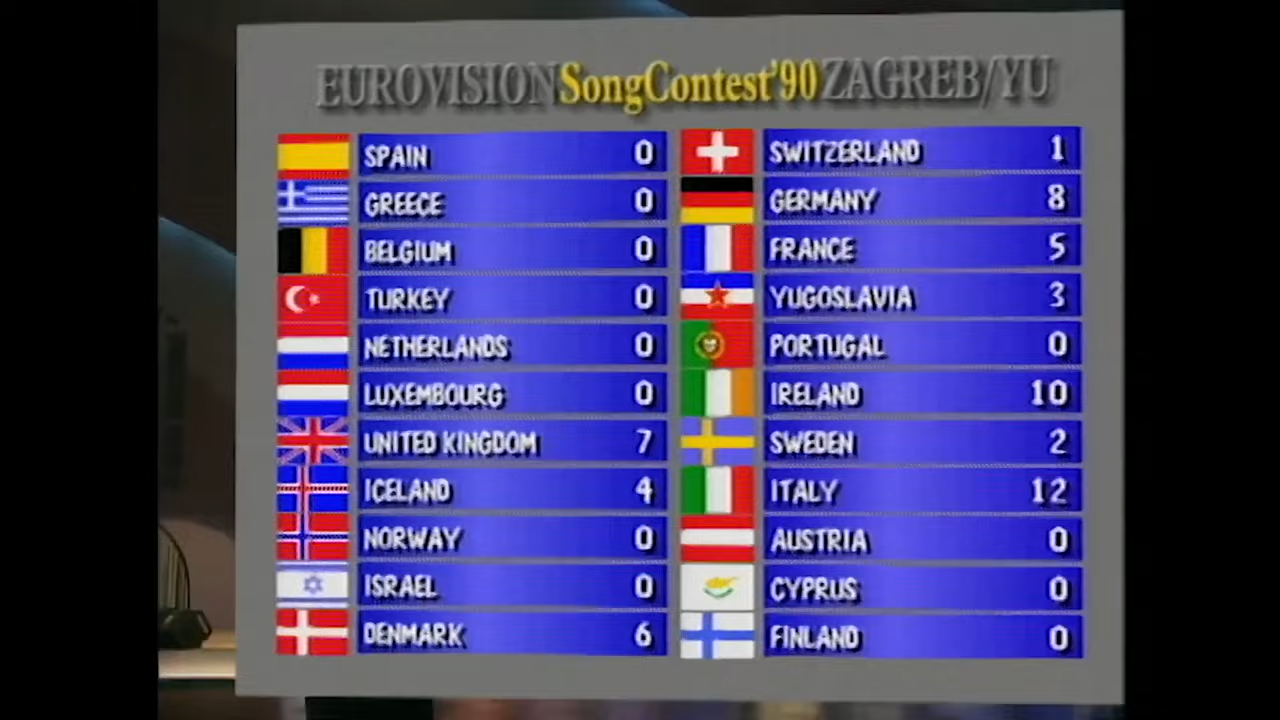 EUROVISION SongContest'90 ZAGREB/YU
SPAIN 0
GREECE 0
BELGIUM 0
TURKEY 0
NETHERLANDS 0
LUXEMBOURG 0
UNITED KINGDOM 7
ICELAND 4
NORWAY 0
ISRAEL 0
DENMARK 6
SWITZERLAND 1
GERMANY 8
FRANCE 5
YUGOSLAVIA 3
PORTUGAL 0
IRELAND 10
SWEDEN 2
ITALY 12
AUSTRIA 0
CYPRUS 0
FINLAND 0